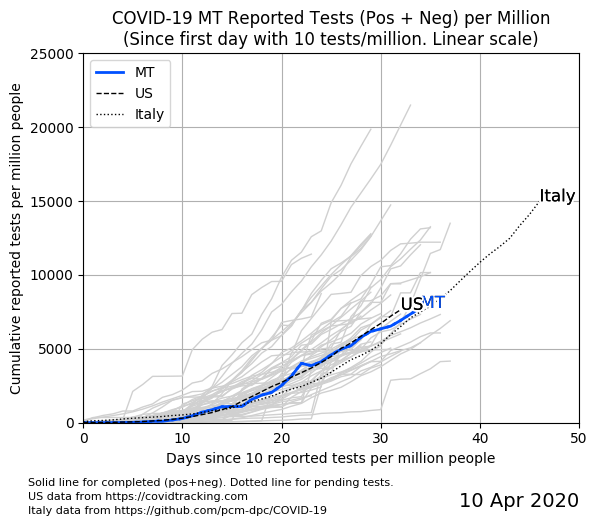 COVID-19 MT Reported Tests (Pos + Neg) per Million
(Since first day with 10 tests/million. Linear scale)
Cumulative reported tests per million people
25000
20000
15000
10000
5000
0
MT
US
Italy
Italy
US
MT
0 10 20 30 40 50
Days since 10 reported tests per million people
Solid line for completed (pos+neg). Dotted line for pending tests.
US data from https://covidtracking.com
Italy data from https://github.com/pcm-dpc/COVID-19
10 Apr 2020